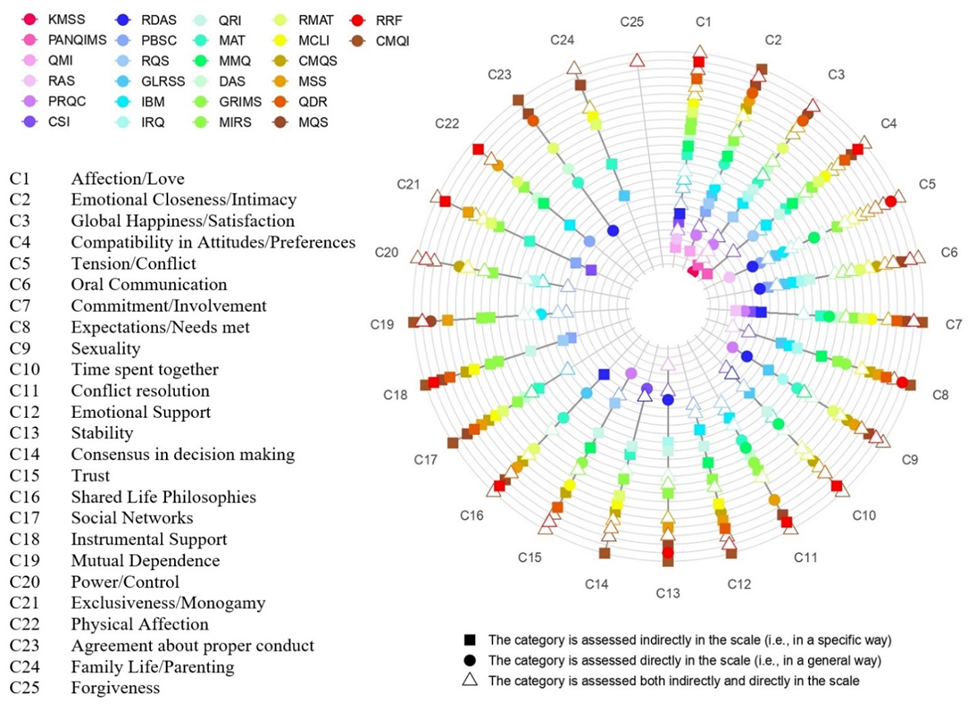 KMSS RDAS QRI RMAT RRF
PANQIMS PBSC MAT MCLI CMQI
QMI RQS MMQ CMQS
RAS GLRSS DAS MSS
PRQC IBM GRIMS QDR
CSI IRQ MIRS MQS
C1 Affection/Love
C2 Emotional Closeness/Intimacy
C3 Global Happiness/Satisfaction
C4 Compatibility in Attitudes/Preferences
C5 Tension/Conflict
C6 Oral Communication
C7 Commitment/Involvement
C8 Expectations/Needs met
C9 Sexuality
C10 Time spent together
C11 Conflict resolution
C12 Emotional Support
C13 Stability
C14 Consensus in decision making
C15 Trust
C16 Shared Life Philosophies
C17 Social Networks
C18 Instrumental Support
C19 Mutual Dependence
C20 Power/Control
C21 Exclusiveness/Monogamy
C22 Physical Affection
C23 Agreement about proper conduct
C24 Family Life/Parenting
C25 Forgiveness
C1
C2
C3
C4
C5
C6
C7
C8
C9
C10
C11
C12
C13
C14
C15
C16
C17
C18
C19
C20
C21
C22
C23
C24
C25
The category is assessed indirectly in the scale (i.e., in a specific way)
The category is assessed directly in the scale (i.e., in a general way)
The category is assessed both indirectly and directly in the scale